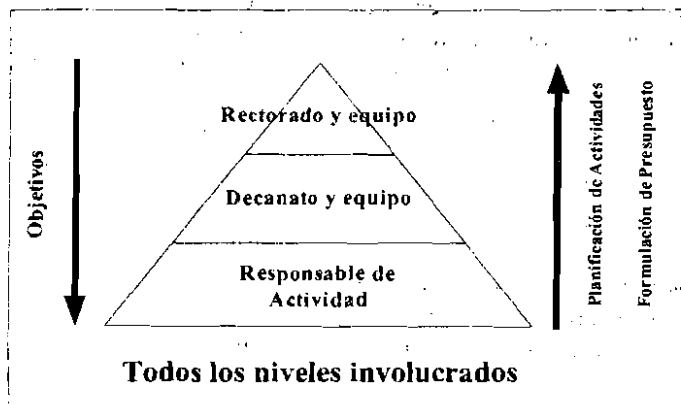 Objetivos
Rectorado y equipo
Decanato y equipo
Responsable de
Actividad
Planificación de Actividades
Formulación de Presupuesto
Todos los niveles involucrados